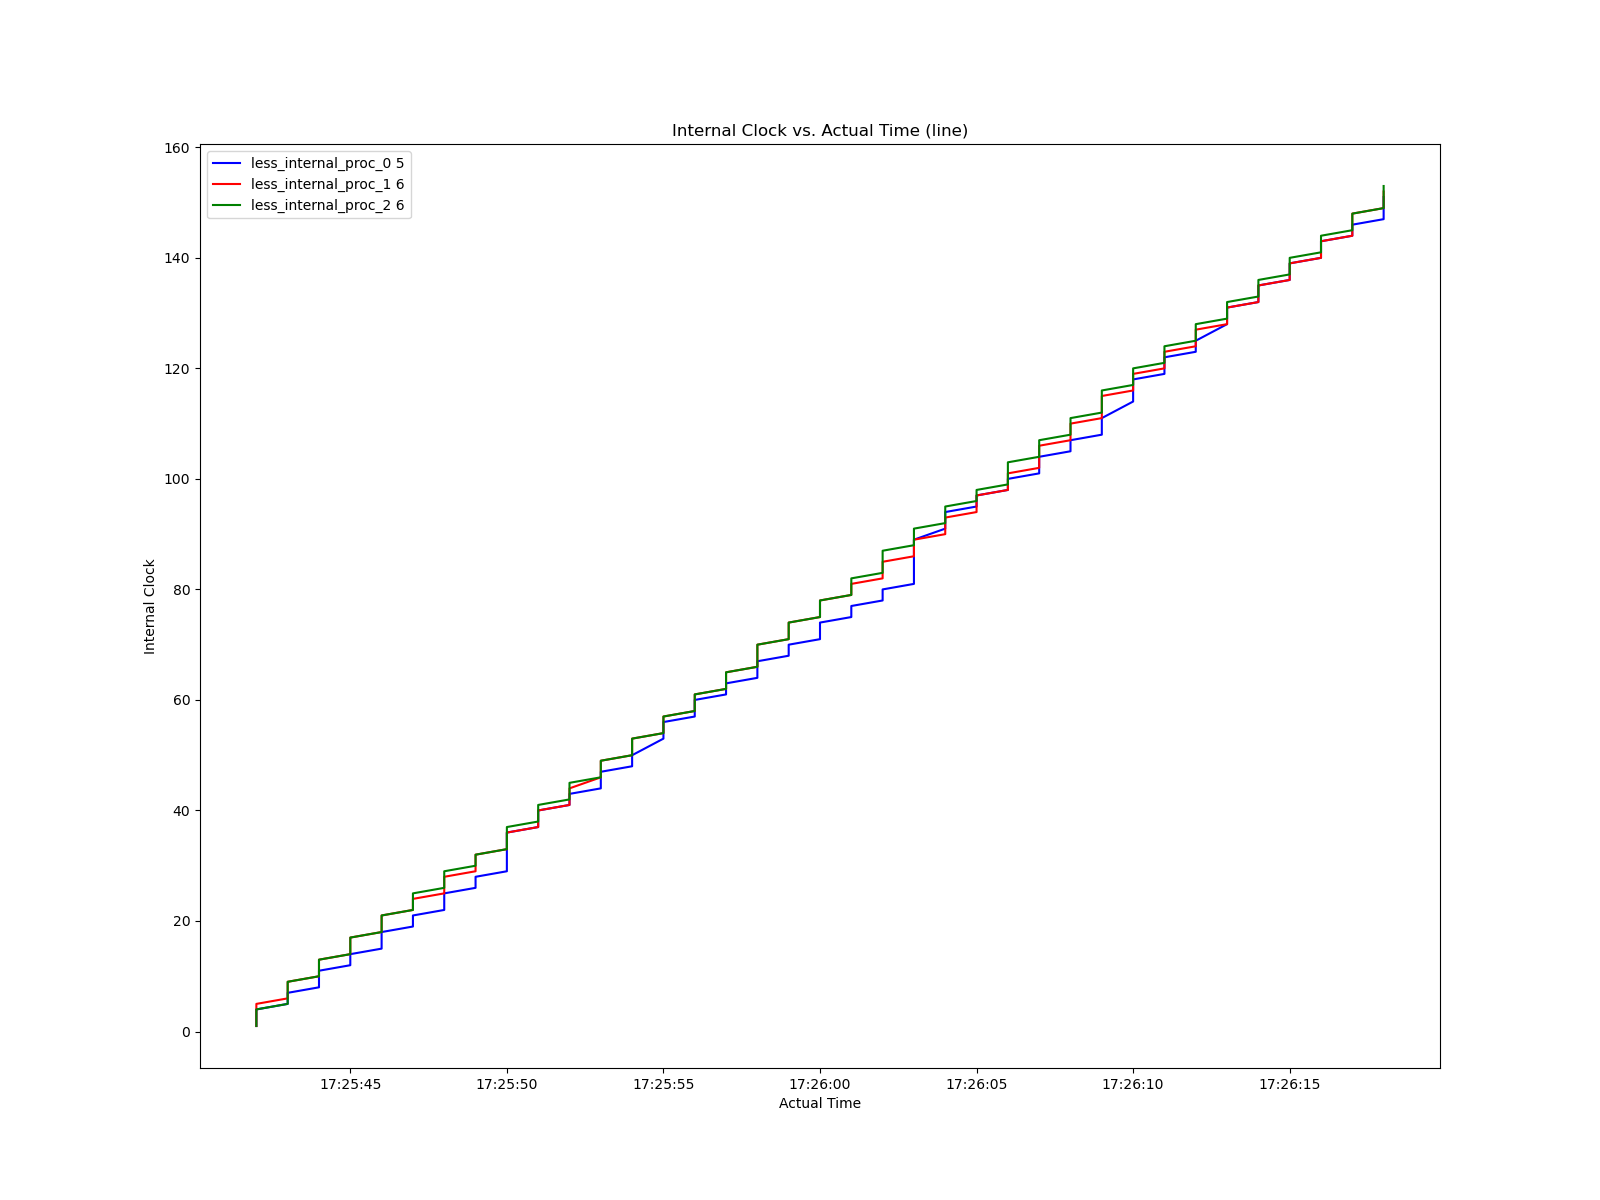 Internal Clock vs. Actual Time (line)
less_internal_proc_0 5
less_internal_proc_1 6
less_internal_proc_2 6
160
140
120
100
80
60
40
20
0
Internal Clock
17:25:45 17:25:50 17:25:55 17:26:00 17:26:05 17:26:10 17:26:15
Actual Time